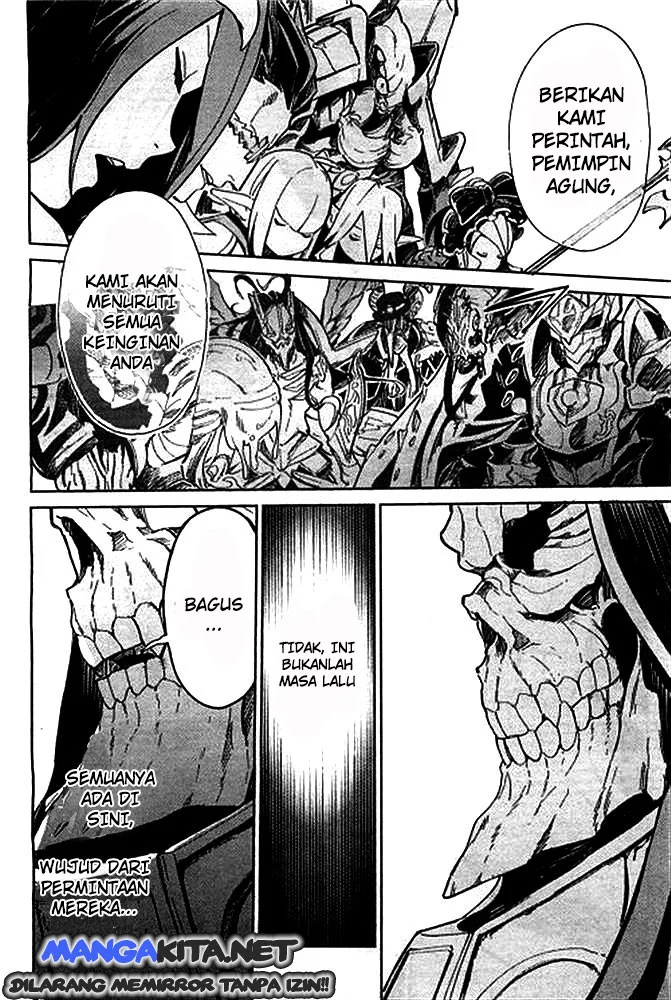 BERIKAN
KAMI
PERINTAH,
PEMIMPIN
AGUNG,
KAMI AKAN
MENURUTI
SEMUA
KEINGINAN
ANDA
TIDAK, INI
BUKANLAH
MASA LALU
BAGUS
...
SEMUANYA
ADA DI
SINI,
WUJUD DARI
PERMINTAAN
MEREKA...
MANGAKITA.NET
DILARANG MEMIRROR TANPA IZIN!!